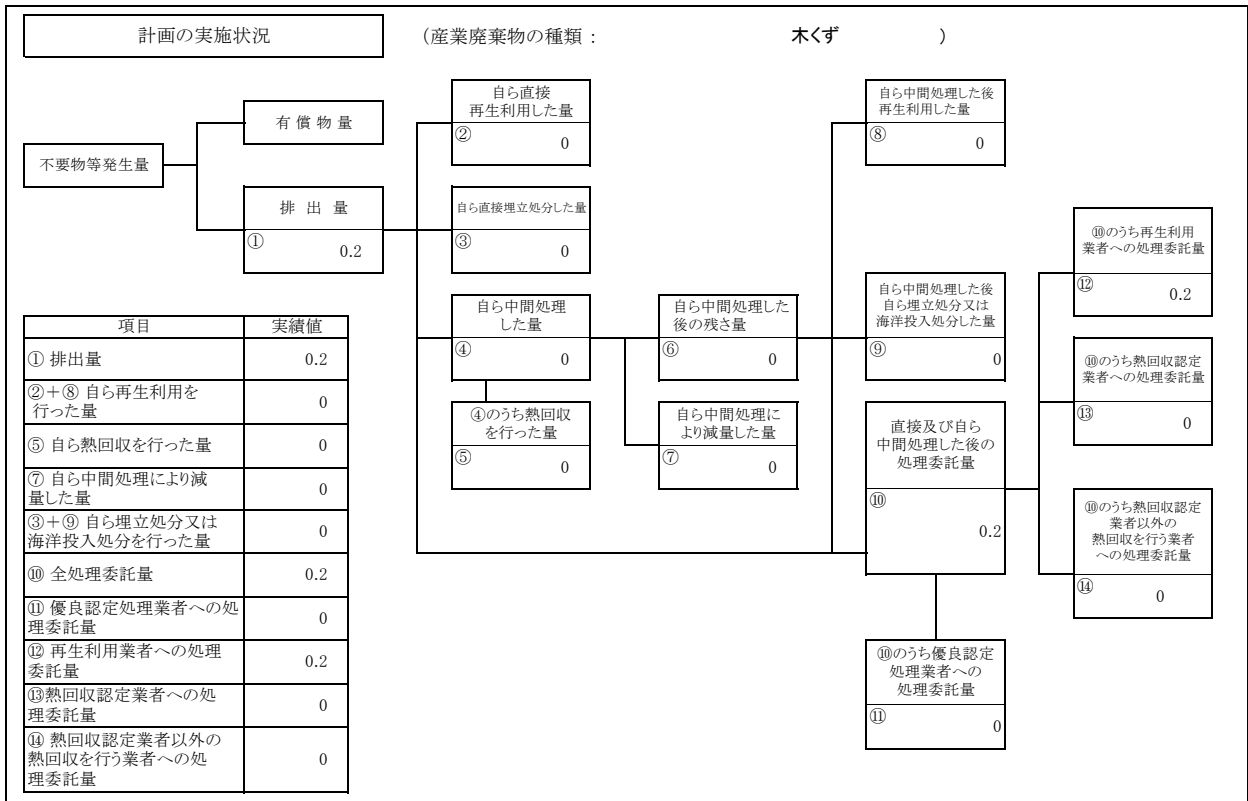 計画の実施状況
（産業廃棄物の種類： 木くず ）
不要物等発生量
有償物量
排出量
① 0.2
自ら直接
再生利用した量
② 0
自ら直接埋立処分した量
③ 0
自ら中間処理
した量
④ 0
④のうち熱回収
を行った量
⑤ 0
自ら中間処理した
後の残さ量
⑥ 0
自ら中間処理に
より減量した量
⑦ 0
自ら中間処理した後
再生利用した量
⑧ 0
自ら中間処理した後
自ら埋立処分又は
海洋投入処分した量
⑨ 0
直接及び自ら
中間処理した後の
処理委託量
⑩
0.2
⑩のうち優良認定
処理業者への
処理委託量
⑪ 0
⑩のうち再生利用
業者への処理委託量
⑫ 0.2
⑩のうち熱回収認定
業者への処理委託量
⑬ 0
⑩のうち熱回収認定
業者以外の
熱回収を行う業者
への処理委託量
⑭ 0
項目 実績値
① 排出量 0.2
②＋⑧ 自ら再生利用を
行った量 0
⑤ 自ら熱回収を行った量 0
⑦ 自ら中間処理により減
量した量 0
③＋⑨ 自ら埋立処分又は
海洋投入処分を行った量 0
⑩ 全処理委託量 0.2
⑪ 優良認定処理業者への処
理委託量 0
⑫ 再生利用業者への処理
委託量 0.2
⑬熱回収認定業者への処
理委託量 0
⑭ 熱回収認定業者以外の
熱回収を行う業者への処
理委託量 0